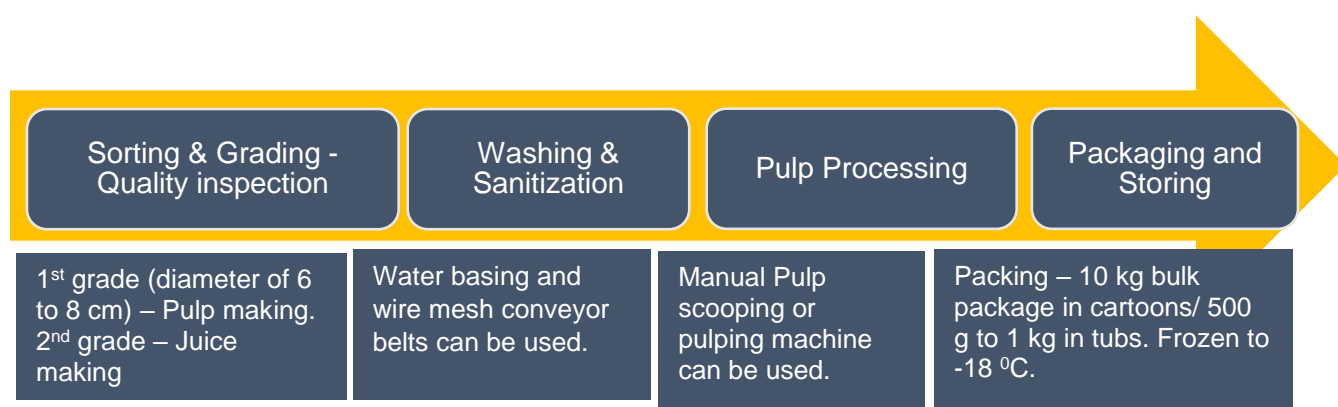 Sorting & Grading -
Quality inspection
Washing &
Sanitization
Pulp Processing
Packaging and
Storing
1st grade (diameter of 6
to 8 cm) – Pulp making.
2nd grade – Juice
making
Water basing and
wire mesh conveyor
belts can be used.
Manual Pulp
scooping or
pulping machine
can be used.
Packing – 10 kg bulk
package in cartoons/ 500
g to 1 kg in tubs. Frozen to
-18 ⁰C.